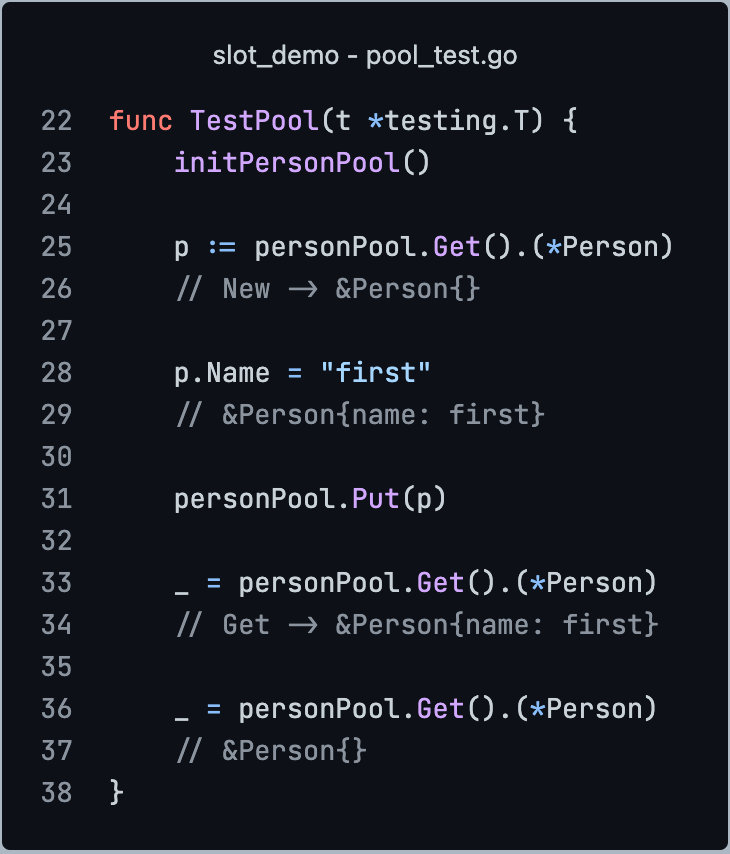 slot_demo - pool_test.go
22 func TestPool(t *testing.T) {
23     initPersonPool()
24
25     p := personPool.Get().(*Person)
26     // New -> &Person{}
27
28     p.Name = "first"
29     // &Person{name: first}
30
31     personPool.Put(p)
32
33     _ = personPool.Get().(*Person)
34     // Get -> &Person{name: first}
35
36     _ = personPool.Get().(*Person)
37     // &Person{}
38 }